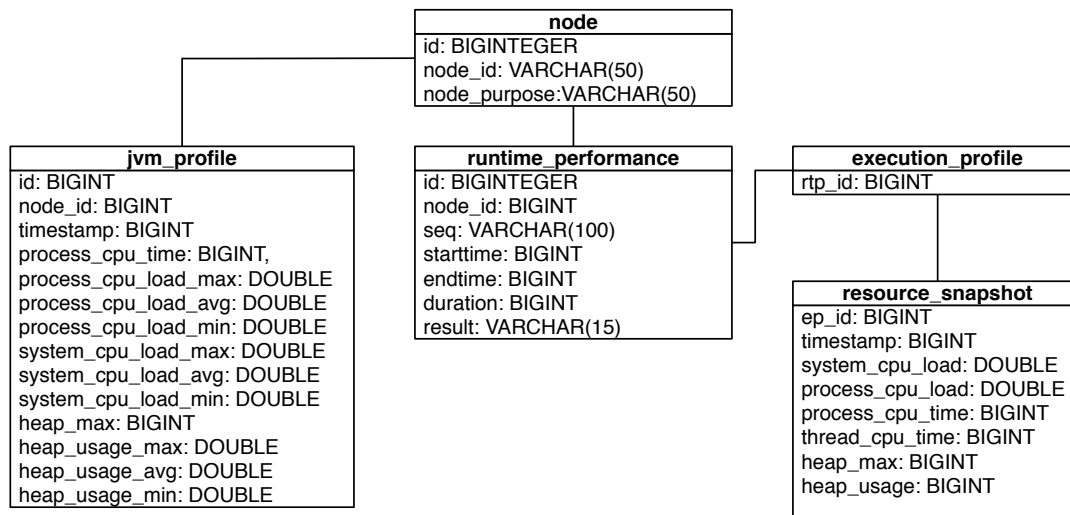 node
id: BIGINTEGER
node_id: VARCHAR(50)
node_purpose:VARCHAR(50)
jvm_profile
id: BIGINT
node_id: BIGINT
timestamp: BIGINT
process_cpu_time: BIGINT,
process_cpu_load_max: DOUBLE
process_cpu_load_avg: DOUBLE
process_cpu_load_min: DOUBLE
system_cpu_load_max: DOUBLE
system_cpu_load_avg: DOUBLE
system_cpu_load_min: DOUBLE
heap_max: BIGINT
heap_usage_max: DOUBLE
heap_usage_avg: DOUBLE
heap_usage_min: DOUBLE
runtime_performance
id: BIGINTEGER
node_id: BIGINT
seq: VARCHAR(100)
starttime: BIGINT
endtime: BIGINT
duration: BIGINT
result: VARCHAR(15)
execution_profile
rtp_id: BIGINT
resource_snapshot
ep_id: BIGINT
timestamp: BIGINT
system_cpu_load: DOUBLE
process_cpu_load: DOUBLE
process_cpu_time: BIGINT
thread_cpu_time: BIGINT
heap_max: BIGINT
heap_usage: BIGINT